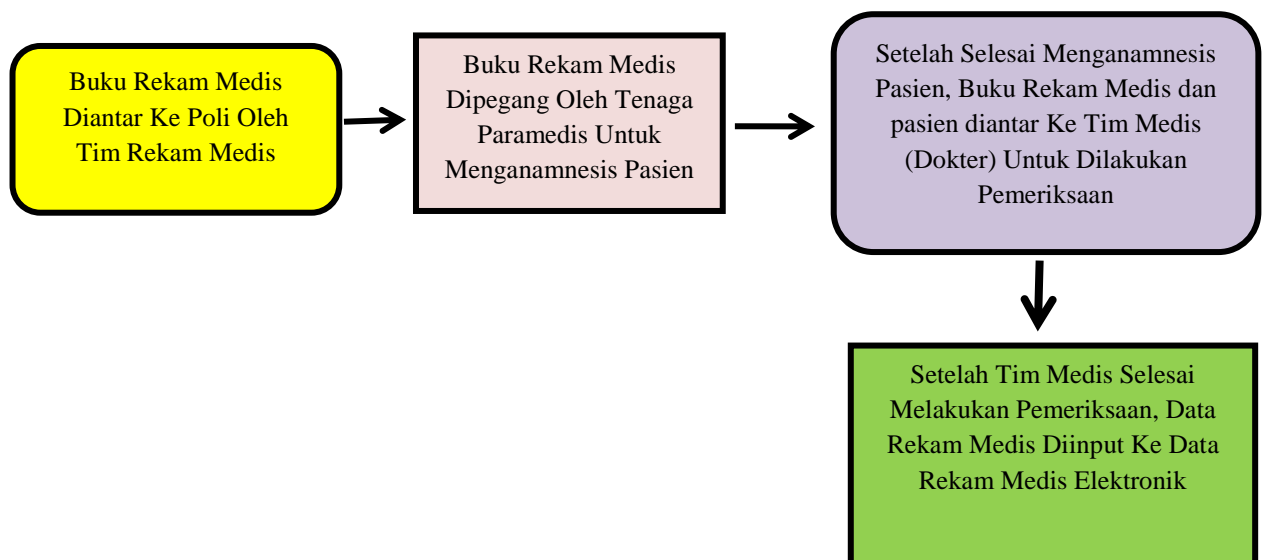 Buku Rekam Medis
Diantar Ke Poli Oleh
Tim Rekam Medis
Buku Rekam Medis
Dipegang Oleh Tenaga
Paramedis Untuk
Menganamnesis Pasien
Setelah Selesai Menganamnesis
Pasien, Buku Rekam Medis dan
pasien diantar Ke Tim Medis
(Dokter) Untuk Dilakukan
Pemeriksaan
Setelah Tim Medis Selesai
Melakukan Pemeriksaan, Data
Rekam Medis Diinput Ke Data
Rekam Medis Elektronik